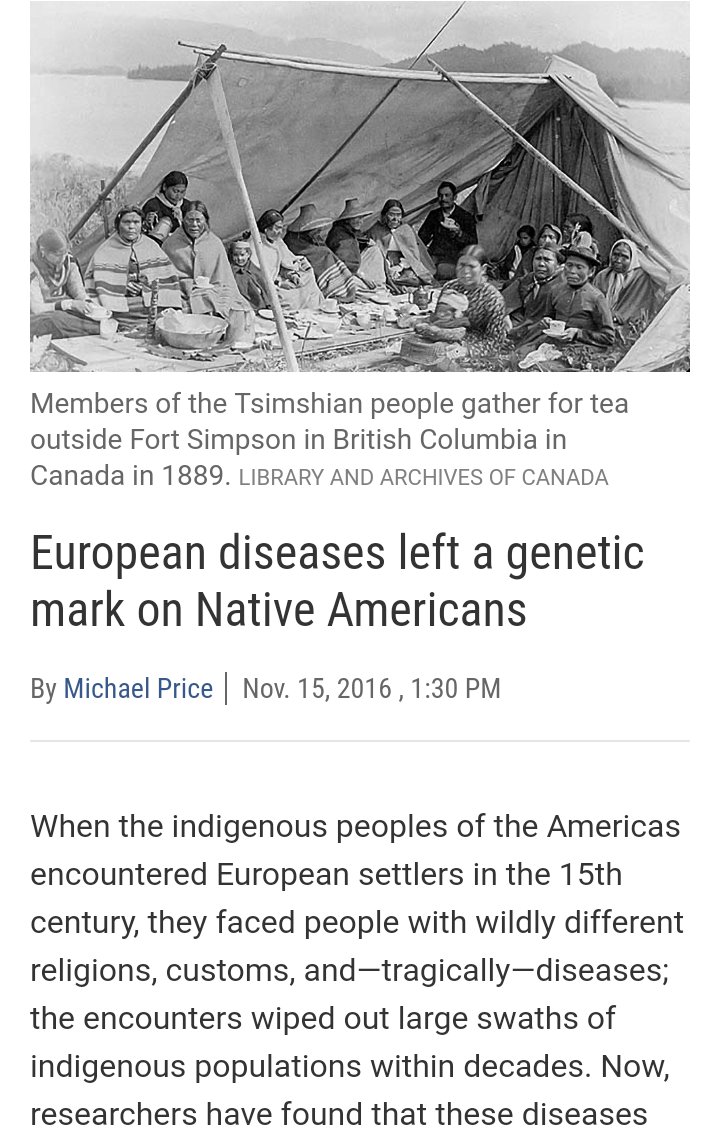 Members of the Tsimshian people gather for tea
outside Fort Simpson in British Columbia in
Canada in 1889. LIBRARY AND ARCHIVES OF CANADA
European diseases left a genetic
mark on Native Americans
By Michael Price | Nov. 15, 2016 , 1:30 PM
When the indigenous peoples of the Americas
encountered European settlers in the 15th
century, they faced people with wildly different
religions, customs, and—tragically—diseases;
the encounters wiped out large swaths of
indigenous populations within decades. Now,
researchers have found that these diseases